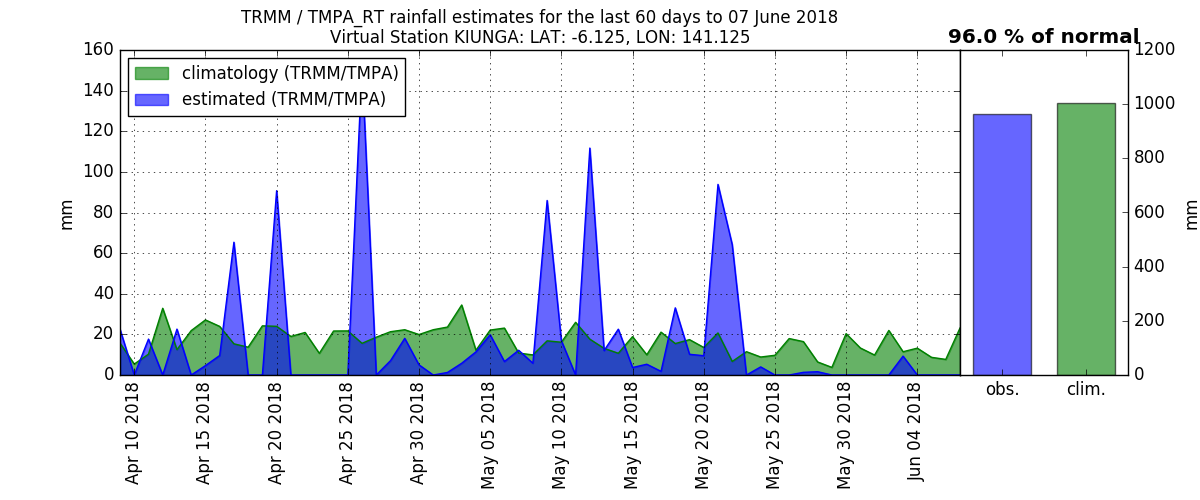 TRMM / TMPA_RT rainfall estimates for the last 60 days to 07 June 2018
Virtual Station KIUNGA: LAT: -6.125, LON: 141.125
96.0 % of normal
climatology (TRMM/TMPA)
estimated (TRMM/TMPA)
160
140
120
100
80
60
40
20
0
mm
Apr 10 2018
Apr 15 2018
Apr 20 2018
Apr 25 2018
Apr 30 2018
May 05 2018
May 10 2018
May 15 2018
May 20 2018
May 25 2018
May 30 2018
Jun 04 2018
1200
1000
800
600
400
200
0
mm
obs.
clim.